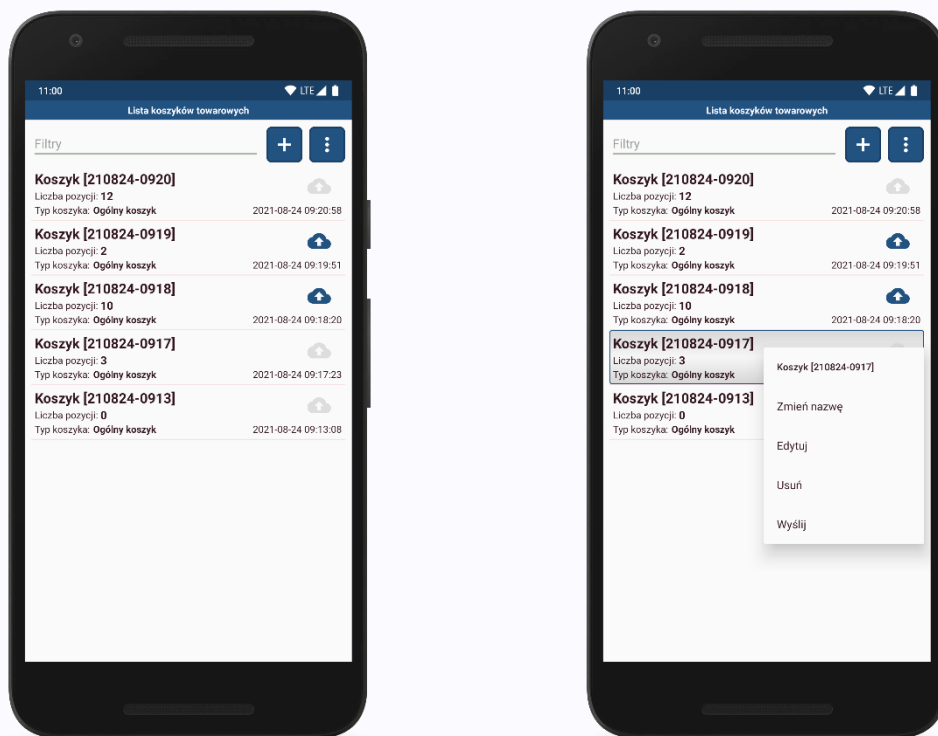 11:00 LTE
Lista koszyków towarowych
Filtry
Koszyk [210824-0920]
Liczba pozycji: 12
Typ koszyka: Ogólny koszyk 2021-08-24 09:20:58
Koszyk [210824-0919]
Liczba pozycji: 2
Typ koszyka: Ogólny koszyk 2021-08-24 09:19:51
Koszyk [210824-0918]
Liczba pozycji: 10
Typ koszyka: Ogólny koszyk 2021-08-24 09:18:20
Koszyk [210824-0917]
Liczba pozycji: 3
Typ koszyka: Ogólny koszyk 2021-08-24 09:17:23
Koszyk [210824-0913]
Liczba pozycji: 0
Typ koszyka: Ogólny koszyk 2021-08-24 09:13:08
11:00 LTE
Lista koszyków towarowych
Filtry
Koszyk [210824-0920]
Liczba pozycji: 12
Typ koszyka: Ogólny koszyk 2021-08-24 09:20:58
Koszyk [210824-0919]
Liczba pozycji: 2
Typ koszyka: Ogólny koszyk 2021-08-24 09:19:51
Koszyk [210824-0918]
Liczba pozycji: 10
Typ koszyka: Ogólny koszyk 2021-08-24 09:18:20
Koszyk [210824-0917]
Liczba pozycji: 3
Typ koszyka: Ogólny koszyk
Koszyk [210824-0913]
Liczba pozycji: 0
Typ koszyka: Ogólny koszyk
Koszyk [210824-0917]
Zmień nazwę
Edytuj
Usuń
Wyślij